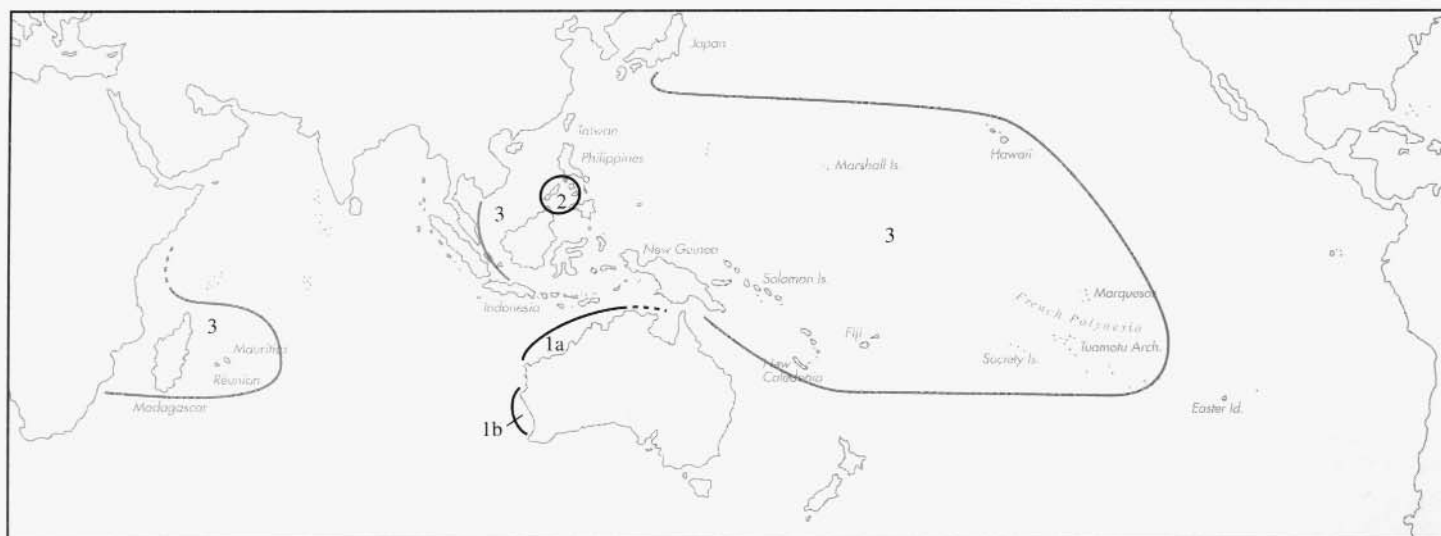 Japan
Taiwan
Philippines
Hawaii
Marshall Is.
2
3
3
New Guinea
Solomon Is.
Indonesia
Marquesas
French Polynesia
3
1a
Fiji
Mauritius
Society Is.
Tuamotu Arch.
New
Caledonia
Réunion
Madagascar
Easter Id.
1b